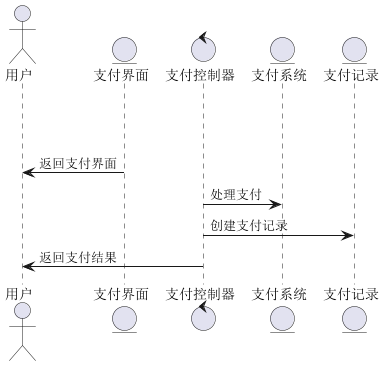 用户 支付界面 支付控制器 支付系统 支付记录
返回支付界面
处理支付
创建支付记录
返回支付结果
用户 支付界面 支付控制器 支付系统 支付记录